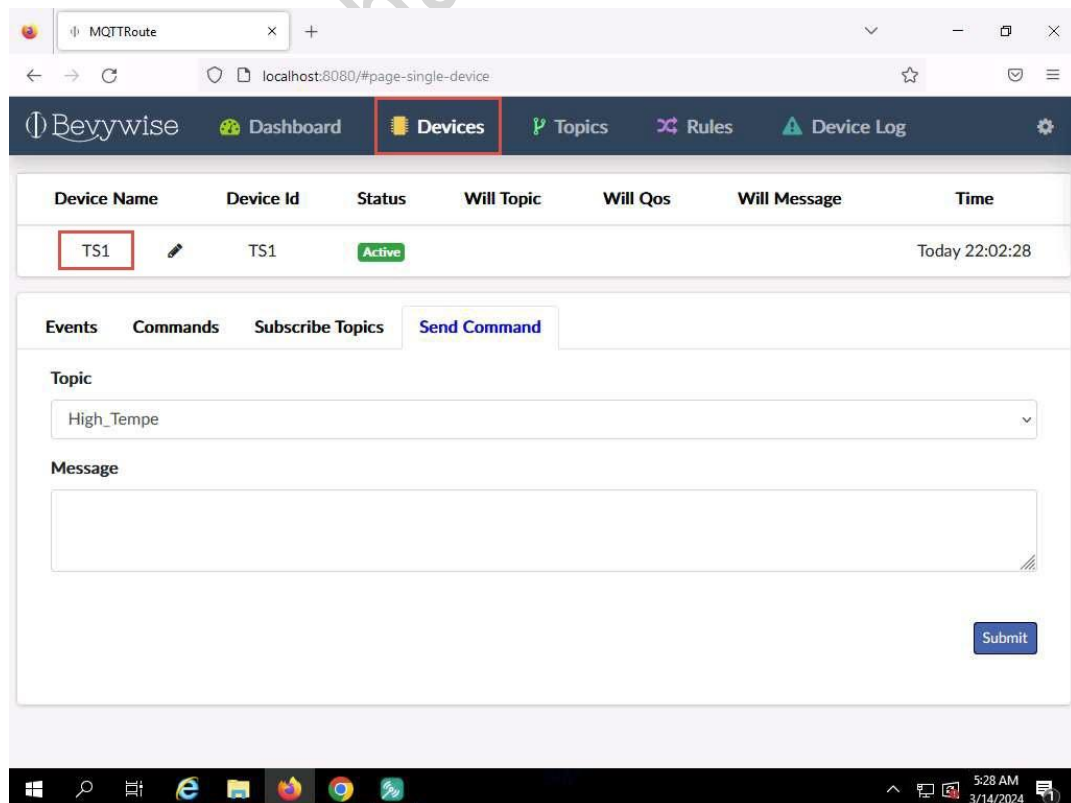 MQTTRoute
localhost:8080/#page-single-device
Bevywise Dashboard Devices Topics Rules Device Log
Device Name Device Id Status Will Topic Will Qos Will Message Time
TS1 TS1 Active Today 22:02:28
Events Commands Subscribe Topics Send Command
Topic
High_Tempe
Message
Submit
5:28 AM
3/14/2024